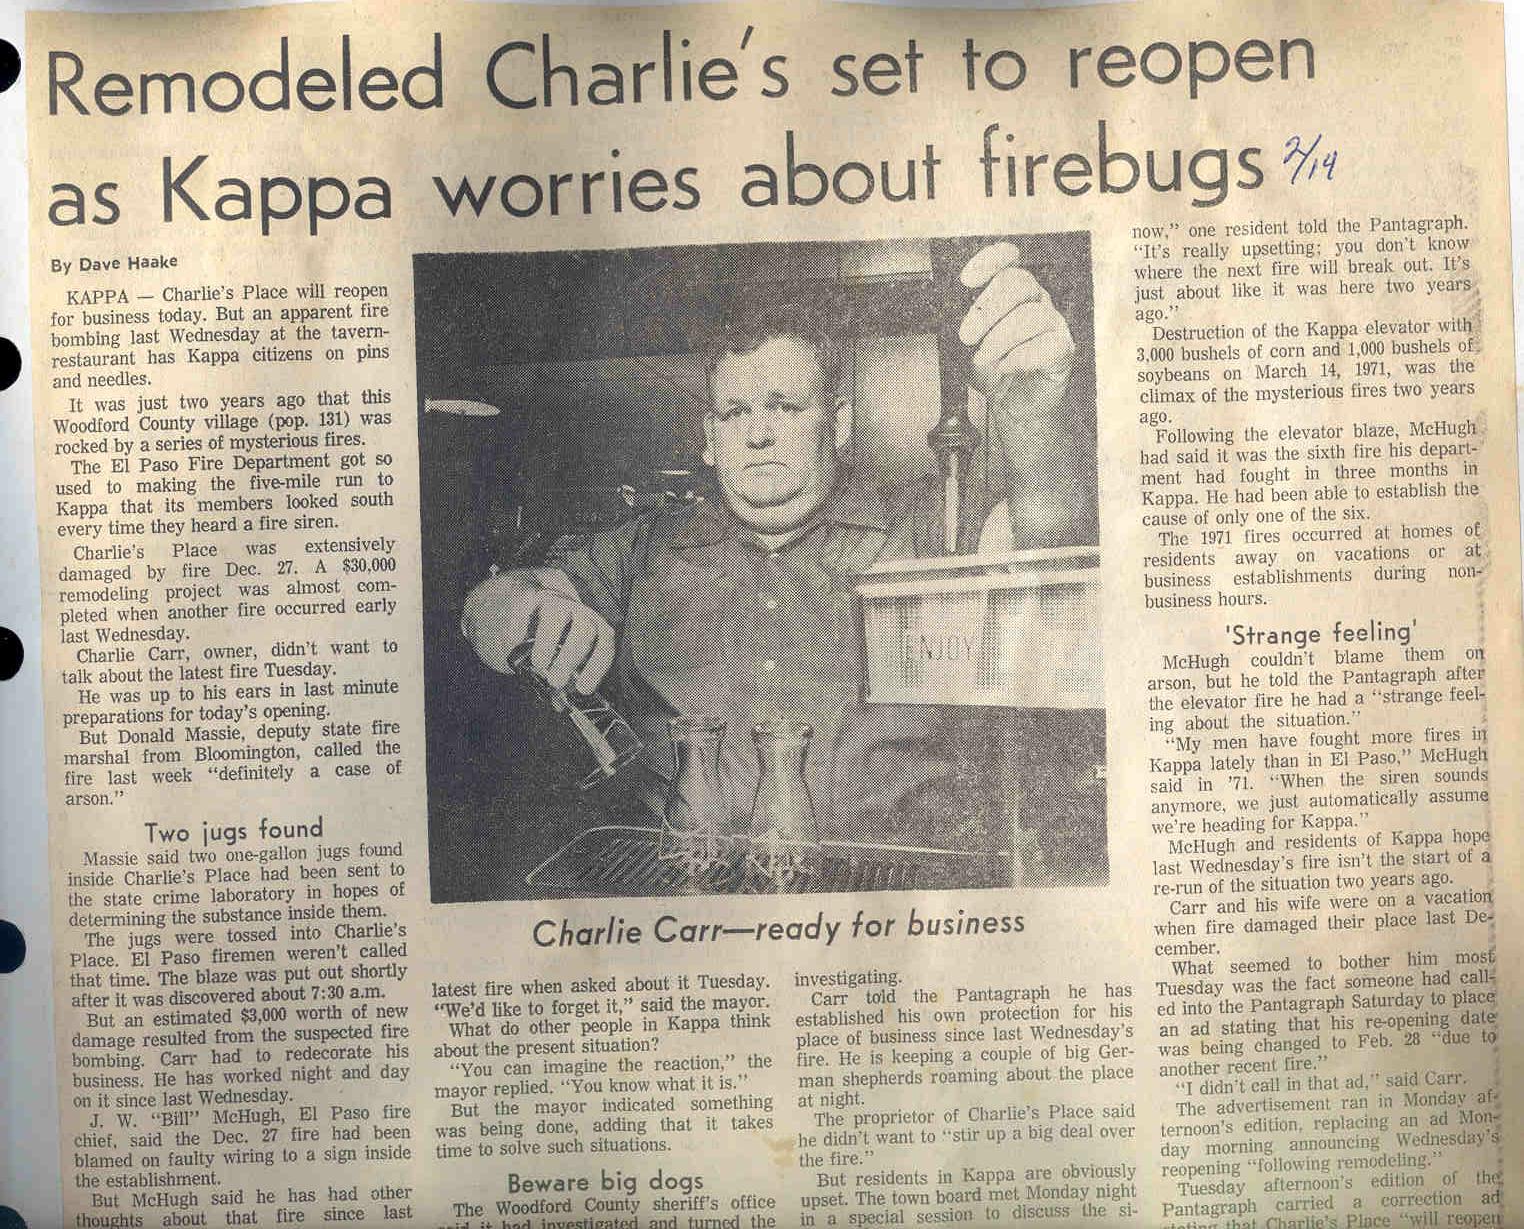 Remodeled Charlie's set to reopen
as Kappa worries about firebugs 2/14
By Dave Haake
KAPPA — Charlie's Place will reopen
for business today. But an apparent fire
bombing last Wednesday at the tavern-
restaurant has Kappa citizens on pins
and needles.
It was just two years ago that this
Woodford County village (pop. 131) was
rocked by a series of mysterious fires.
The El Paso Fire Department got so
used to making the five-mile run to
Kappa that its members looked south
every time they heard a fire siren.
Charlie's Place was extensively
damaged by fire Dec. 27. A $30,000
remodeling project was almost com-
pleted when another fire occurred early
last Wednesday.
Charlie Carr, owner, didn't want to
talk about the latest fire Tuesday.
He was up to his ears in last minute
preparations for today's opening.
But Donald Massie, deputy state fire
marshal from Bloomington, called the
fire last week "definitely a case of
arson."
Two jugs found
Massie said two one-gallon jugs found
inside Charlie's Place had been sent to
the state crime laboratory in hopes of
determining the substance inside them.
The jugs were tossed into Charlie's
Place. El Paso firemen weren't called
that time. The blaze was put out shortly
after it was discovered about 7:30 a.m.
But an estimated $3,000 worth of new
damage resulted from the suspected fire
bombing. Carr had to redecorate his
business. He has worked night and day
on it since last Wednesday.
J. W. "Bill" McHugh, El Paso fire
chief, said the Dec. 27 fire had been
blamed on faulty wiring to a sign inside
the establishment.
But McHugh said he has had other
thoughts about that fire since last
ENJOY
Charlie Carr—ready for business
latest fire when asked about it Tuesday.
"We'd like to forget it," said the mayor.
What do other people in Kappa think
about the present situation?
"You can imagine the reaction," the
mayor replied. "You know what it is."
But the mayor indicated something
was being done, adding that it takes
time to solve such situations.
Beware big dogs
The Woodford County sheriff's office
said it had investigated and turned the
investigating.
Carr told the Pantagraph he has
established his own protection for his
place of business since last Wednesday's
fire. He is keeping a couple of big Ger-
man shepherds roaming about the place
at night.
The proprietor of Charlie's Place said
he didn't want to "stir up a big deal over
the fire."
But residents in Kappa are obviously
upset. The town board met Monday night
in a special session to discuss the si-
now," one resident told the Pantagraph.
"It's really upsetting; you don't know
where the next fire will break out. It's
just about like it was here two years
ago."
Destruction of the Kappa elevator with
3,000 bushels of corn and 1,000 bushels of
soybeans on March 14, 1971, was the
climax of the mysterious fires two years
ago.
Following the elevator blaze, McHugh
had said it was the sixth fire his depart-
ment had fought in three months in
Kappa. He had been able to establish the
cause of only one of the six.
The 1971 fires occurred at homes of
residents away on vacations or at
business establishments during non-
business hours.
'Strange feeling'
McHugh couldn't blame them on
arson, but he told the Pantagraph after
the elevator fire he had a "strange feel-
ing about the situation."
"My men have fought more fires in
Kappa lately than in El Paso," McHugh
said in '71. "When the siren sounds
anymore, we just automatically assume
we're heading for Kappa."
McHugh and residents of Kappa hope
last Wednesday's fire isn't the start of a
re-run of the situation two years ago.
Carr and his wife were on a vacation
when fire damaged their place last De-
cember.
What seemed to bother him most
Tuesday was the fact someone had call-
ed into the Pantagraph Saturday to place
an ad stating that his re-opening date
was being changed to Feb. 28 "due to
another recent fire."
"I didn't call in that ad," said Carr.
The advertisement ran in Monday af-
ternoon's edition, replacing an ad Mon-
day morning announcing Wednesday's
reopening "following remodeling."
Tuesday afternoon's edition of the
Pantagraph carried a correction ad
stating that Charlie's Place "will reopen